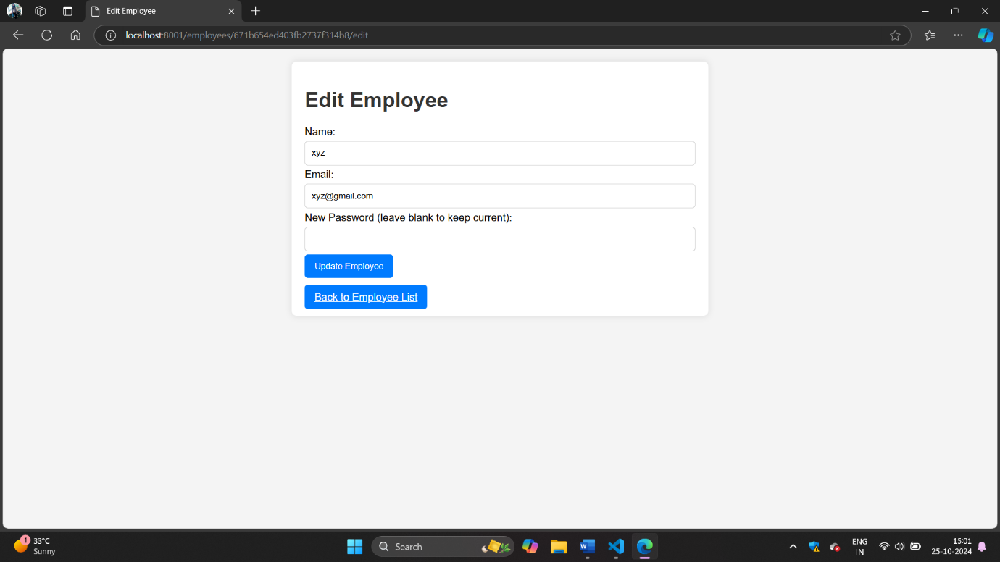 Edit Employee
localhost:8001/employees/671b654ed403fb2737f314b8/edit
Edit Employee
Name:
xyz
Email:
xyz@gmail.com
New Password (leave blank to keep current):
Update Employee
Back to Employee List
1
33°C
Sunny
Search
ENG
IN
15:01
25-10-2024